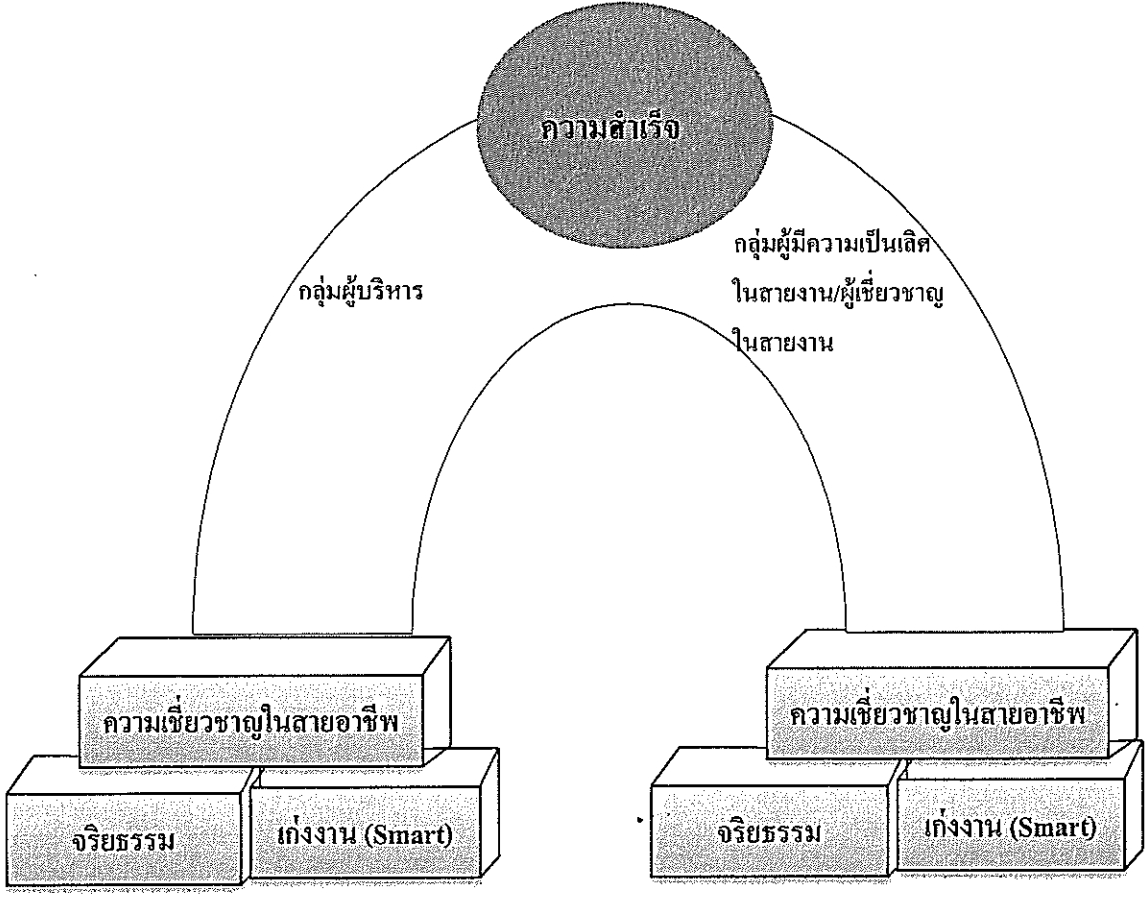 ความสำเร็จ
กลุ่มผู้บริหาร
กลุ่มผู้มีความเป็นเลิศ
ในสายงาน/ผู้เชี่ยวชาญ
ในสายงาน
ความเชี่ยวชาญในสายอาชีพ
จริยธรรม
เก่งงาน (Smart)
ความเชี่ยวชาญในสายอาชีพ
จริยธรรม
เก่งงาน (Smart)